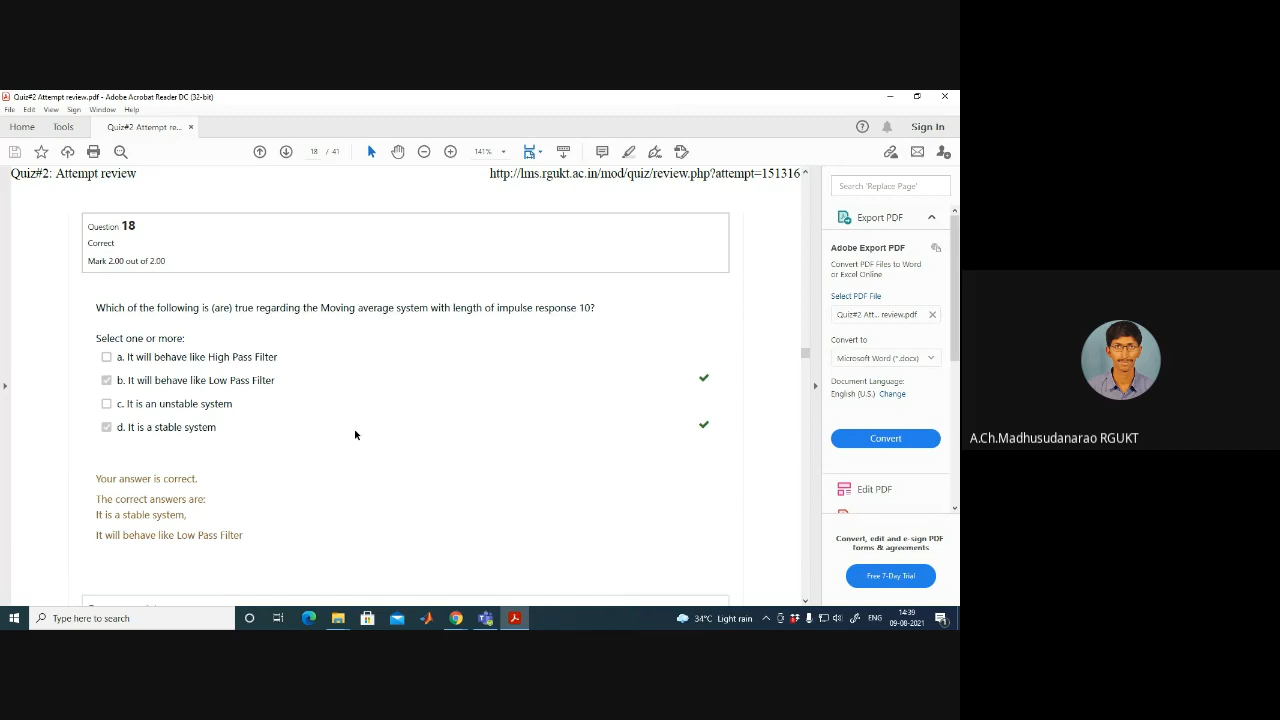 Quiz#2 Attempt review.pdf - Adobe Acrobat Reader DC (32-bit)
File Edit View Sign Window Help
Home Tools Quiz#2 Attempt re... × Sign In
18 / 41 141%
Quiz#2: Attempt review http://lms.rgukt.ac.in/mod/quiz/review.php?attempt=151316
Question 18
Correct
Mark 2.00 out of 2.00
Which of the following is (are) true regarding the Moving average system with length of impulse response 10?
Select one or more:
a. It will behave like High Pass Filter
b. It will behave like Low Pass Filter
c. It is an unstable system
d. It is a stable system
Your answer is correct.
The correct answers are:
It is a stable system,
It will behave like Low Pass Filter
Search 'Replace Page'
Export PDF
Adobe Export PDF
Convert PDF Files to Word
or Excel Online
Select PDF File
Quiz#2 Att... review.pdf
Convert to
Microsoft Word (*.docx)
Document Language:
English (U.S.) Change
Convert
Edit PDF
Convert, edit and e-sign PDF
forms & agreements
Free 7-Day Trial
A.Ch.Madhusudanarao RGUKT
Type here to search
34°C Light rain
ENG
14:39
09-08-2021